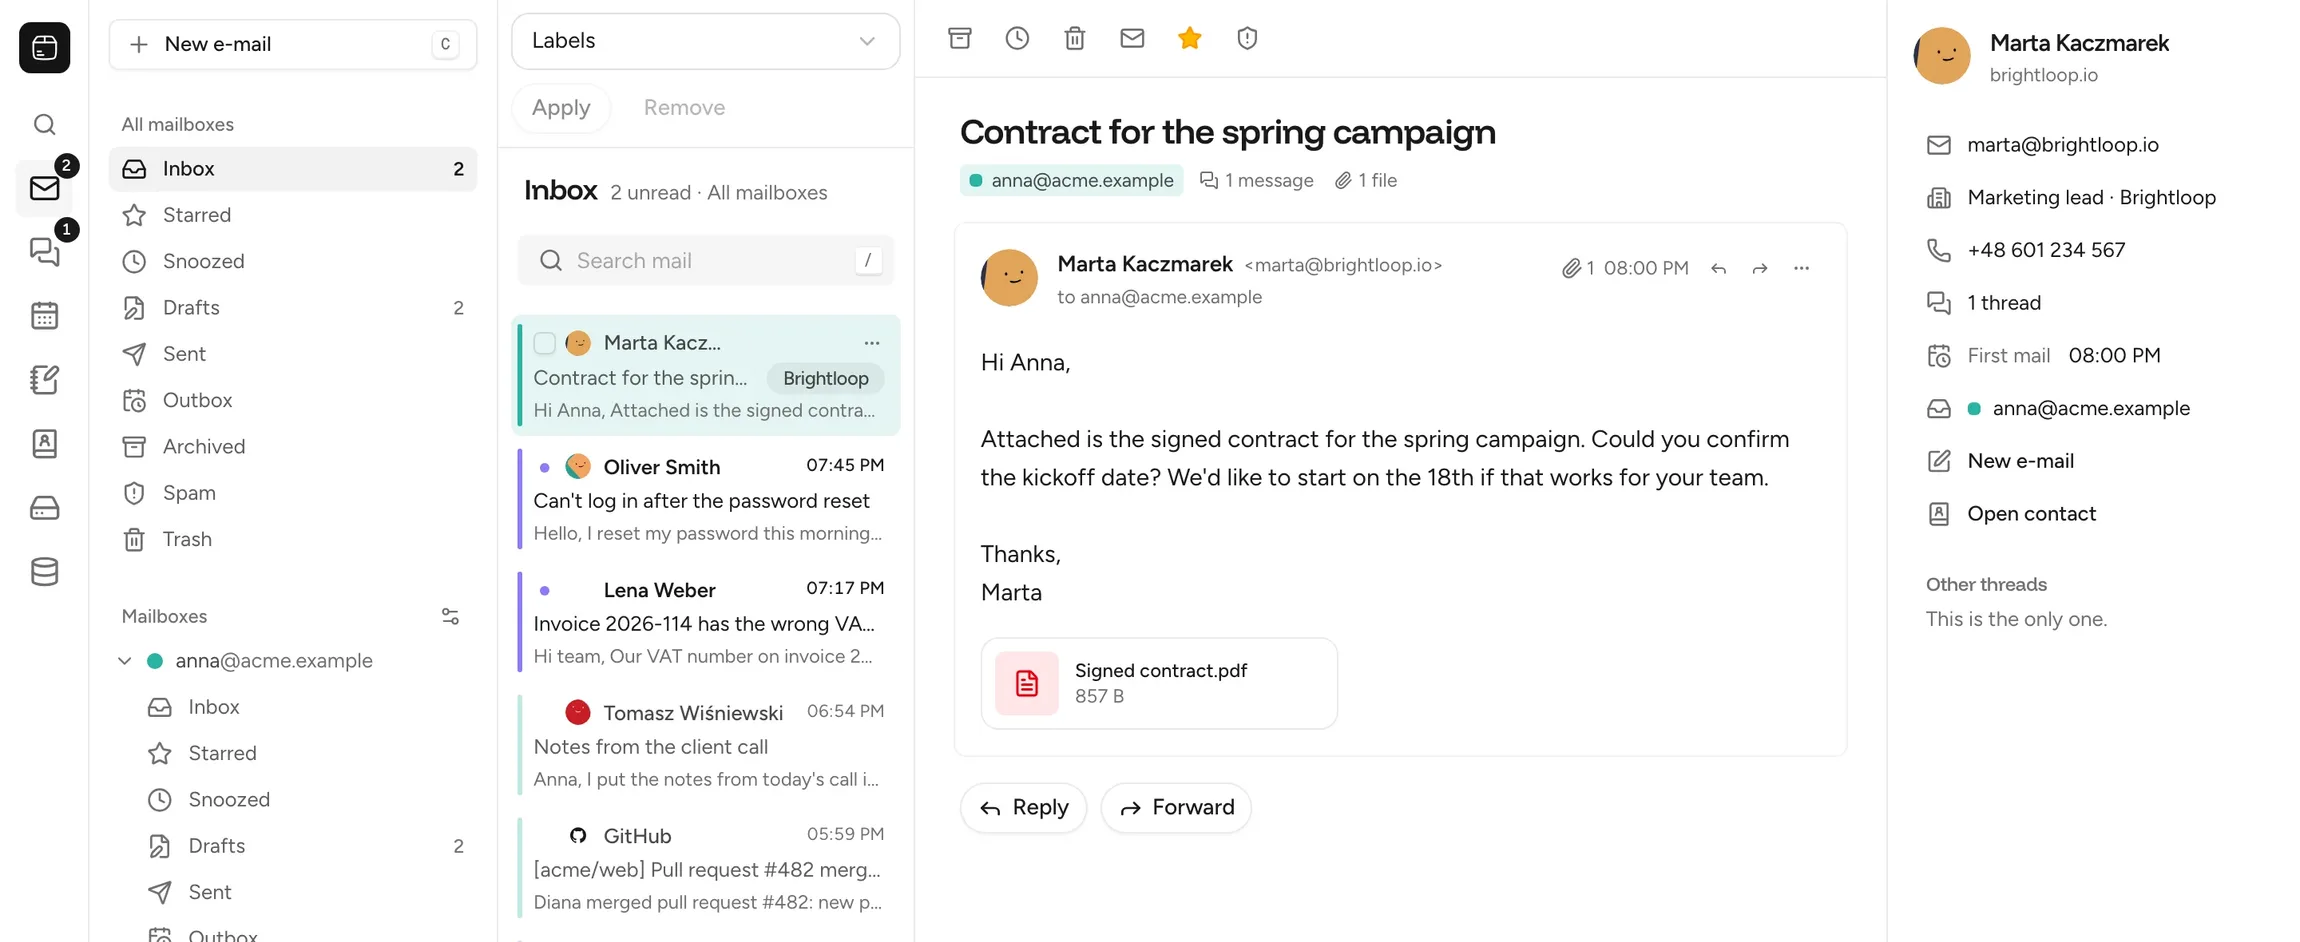 2
1
New e-mail
C
All mailboxes
Inbox 2
Starred
Snoozed
Drafts 2
Sent
Outbox
Archived
Spam
Trash
Mailboxes
anna@acme.example
Inbox
Starred
Snoozed
Drafts 2
Sent
Outbox
Labels
Apply Remove
Inbox 2 unread · All mailboxes
Search mail /
Marta Kacz... ...
Contract for the sprin... Brightloop
Hi Anna, Attached is the signed contra...
Oliver Smith 07:45 PM
Can't log in after the password reset
Hello, I reset my password this morning...
Lena Weber 07:17 PM
Invoice 2026-114 has the wrong VA...
Hi team, Our VAT number on invoice 2...
Tomasz Wiśniewski 06:54 PM
Notes from the client call
Anna, I put the notes from today's call i...
GitHub 05:59 PM
[acme/web] Pull request #482 merg...
Diana merged pull request #482: new p...
Contract for the spring campaign
anna@acme.example 1 message 1 file
Marta Kaczmarek <marta@brightloop.io> 1 08:00 PM
to anna@acme.example
Hi Anna,
Attached is the signed contract for the spring campaign. Could you confirm
the kickoff date? We'd like to start on the 18th if that works for your team.
Thanks,
Marta
Signed contract.pdf
857 B
Reply Forward
Marta Kaczmarek
brightloop.io
marta@brightloop.io
Marketing lead · Brightloop
+48 601 234 567
1 thread
First mail 08:00 PM
anna@acme.example
New e-mail
Open contact
Other threads
This is the only one.